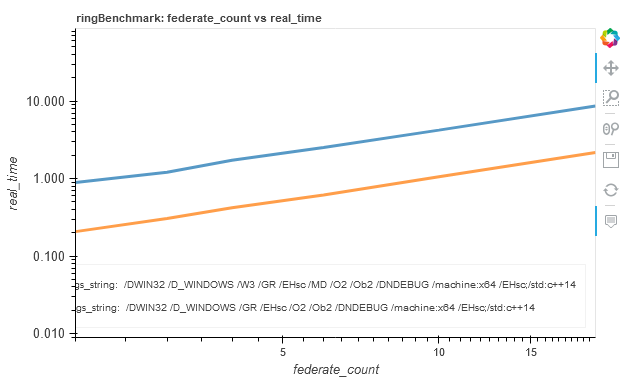 ringBenchmark: federate_count vs real_time
10.000
1.000
0.100
0.010
real_time
gs_string: /DWIN32 /D_WINDOWS /W3 /GR /EHsc /MD /O2 /Ob2 /DNDEBUG /machine:x64 /EHsc;/std:c++14
gs_string: /DWIN32 /D_WINDOWS /GR /EHsc /O2 /Ob2 /DNDEBUG /machine:x64 /EHsc;/std:c++14
5
10
15
federate_count